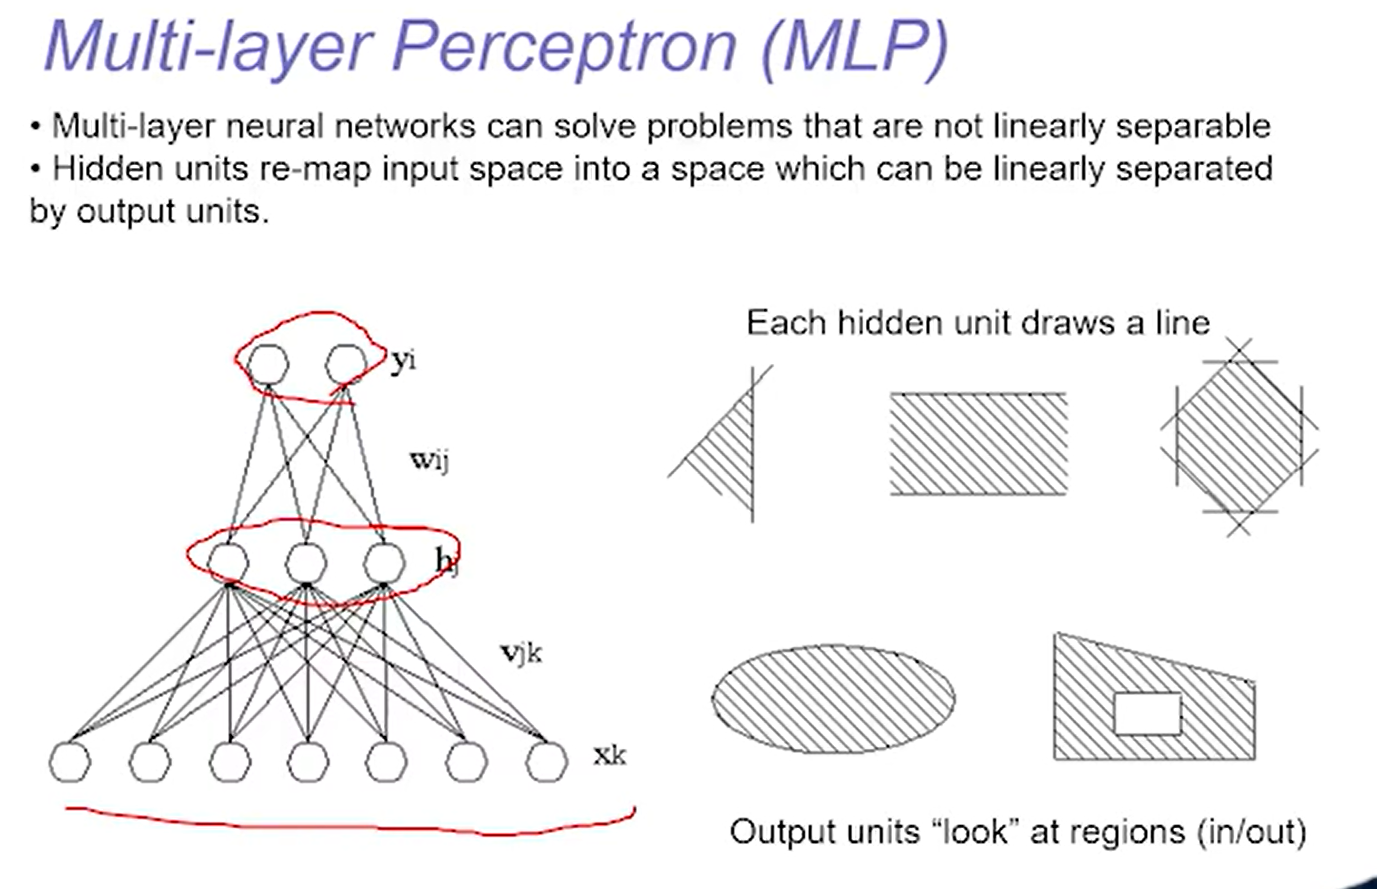 Multi-layer Perceptron (MLP)
• Multi-layer neural networks can solve problems that are not linearly separable
• Hidden units re-map input space into a space which can be linearly separated
by output units.
Each hidden unit draws a line
yi
wij
hj
vjk
xk
Output units “look” at regions (in/out)